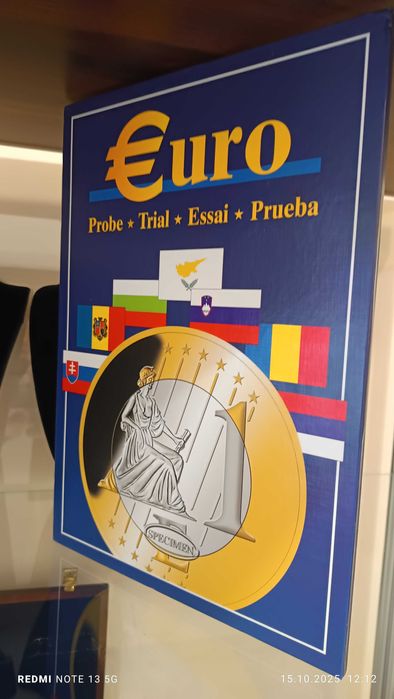 €uro
Probe ★ Trial ★ Essai ★ Prueba
1
SPECIMEN
REDMI NOTE 13 5G
15.10.2025 12:12